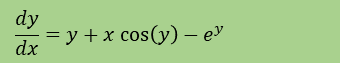 dy/dx = y + x cos(y) − e^y